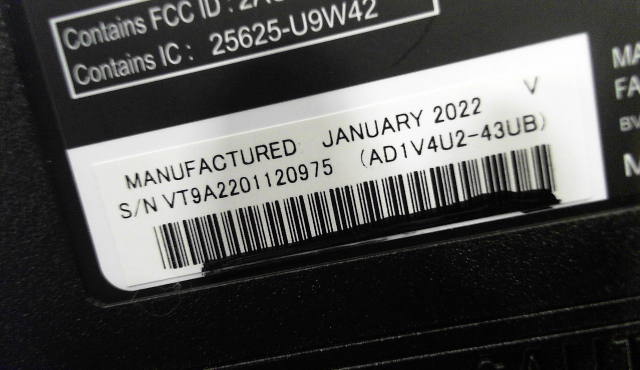 Contains FCC ID :
Contains IC : 25625-U9W42
MANUFACTURED JANUARY 2022 V
S/N VT9A2201120975 (AD1V4U2-43UB)